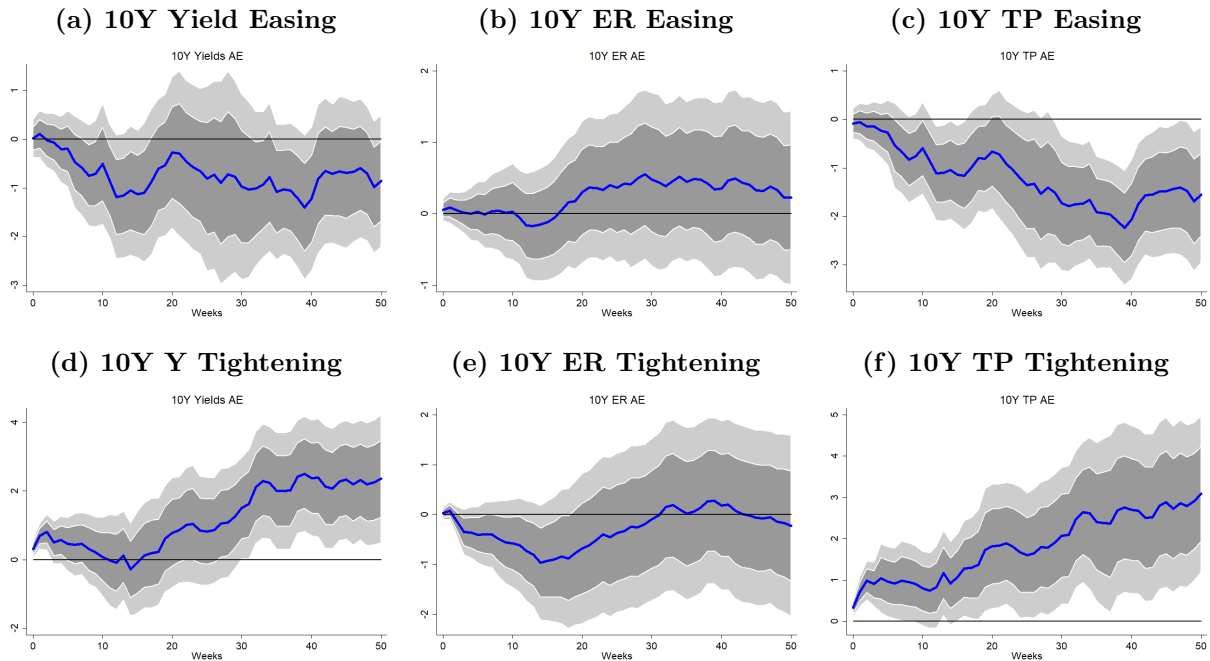 (a) 10Y Yield Easing
10Y Yields AE
1
0
-1
-2
-3
0 10 20 30 40 50
Weeks
(b) 10Y ER Easing
10Y ER AE
2
1
0
-1
0 10 20 30 40 50
Weeks
(c) 10Y TP Easing
10Y TP AE
1
0
-1
-2
-3
0 10 20 30 40 50
Weeks
(d) 10Y Y Tightening
10Y Yields AE
4
2
0
-2
0 10 20 30 40 50
Weeks
(e) 10Y ER Tightening
10Y ER AE
2
1
0
-1
-2
0 10 20 30 40 50
Weeks
(f) 10Y TP Tightening
10Y TP AE
5
4
3
2
1
0
0 10 20 30 40 50
Weeks